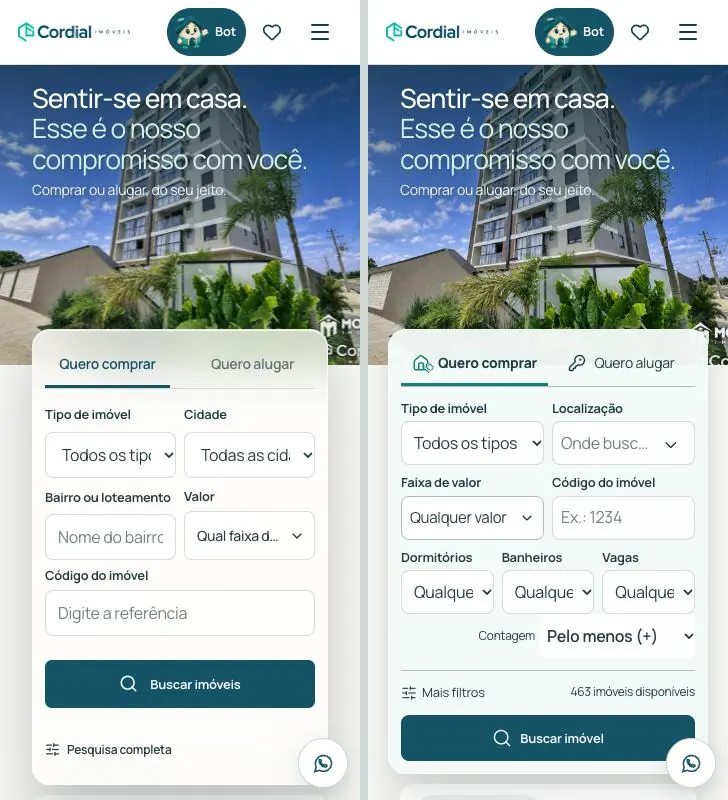 Cordial IMÓVEIS
Bot
Sentir-se em casa.
Esse é o nosso
compromisso com você.
Comprar ou alugar, do seu jeito.
Quero comprar
Quero alugar
Tipo de imóvel
Cidade
Todos os tipo
Todas as cida
Bairro ou loteamento
Valor
Nome do bairro
Qual faixa d...
Código do imóvel
Digite a referência
Buscar imóveis
Pesquisa completa
Cordial IMÓVEIS
Bot
Sentir-se em casa.
Esse é o nosso
compromisso com você.
Comprar ou alugar, do seu jeito.
Quero comprar
Quero alugar
Tipo de imóvel
Localização
Todos os tipos
Onde busc...
Faixa de valor
Código do imóvel
Qualquer valor
Ex.: 1234
Dormitórios
Banheiros
Vagas
Qualque
Qualque
Qualque
Contagem
Pelo menos (+)
Mais filtros
463 imóveis disponíveis
Buscar imóvel